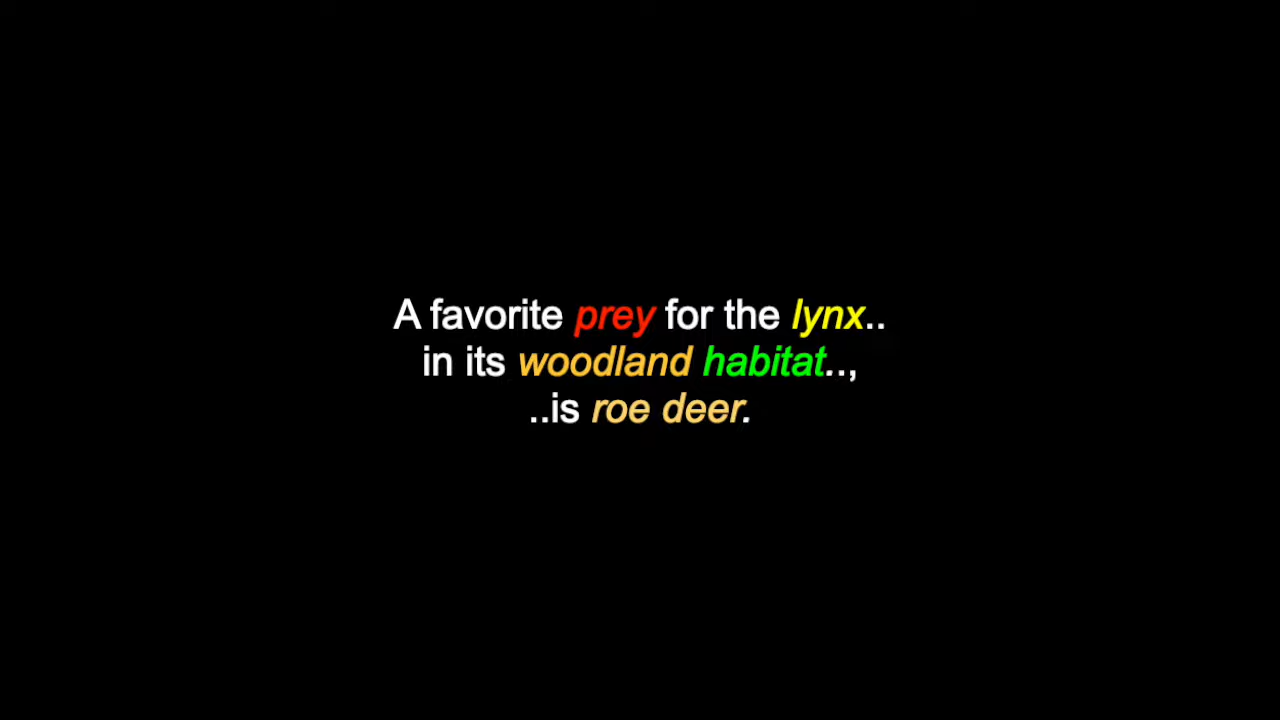 A favorite prey for the lynx..
in its woodland habitat..,
..is roe deer.